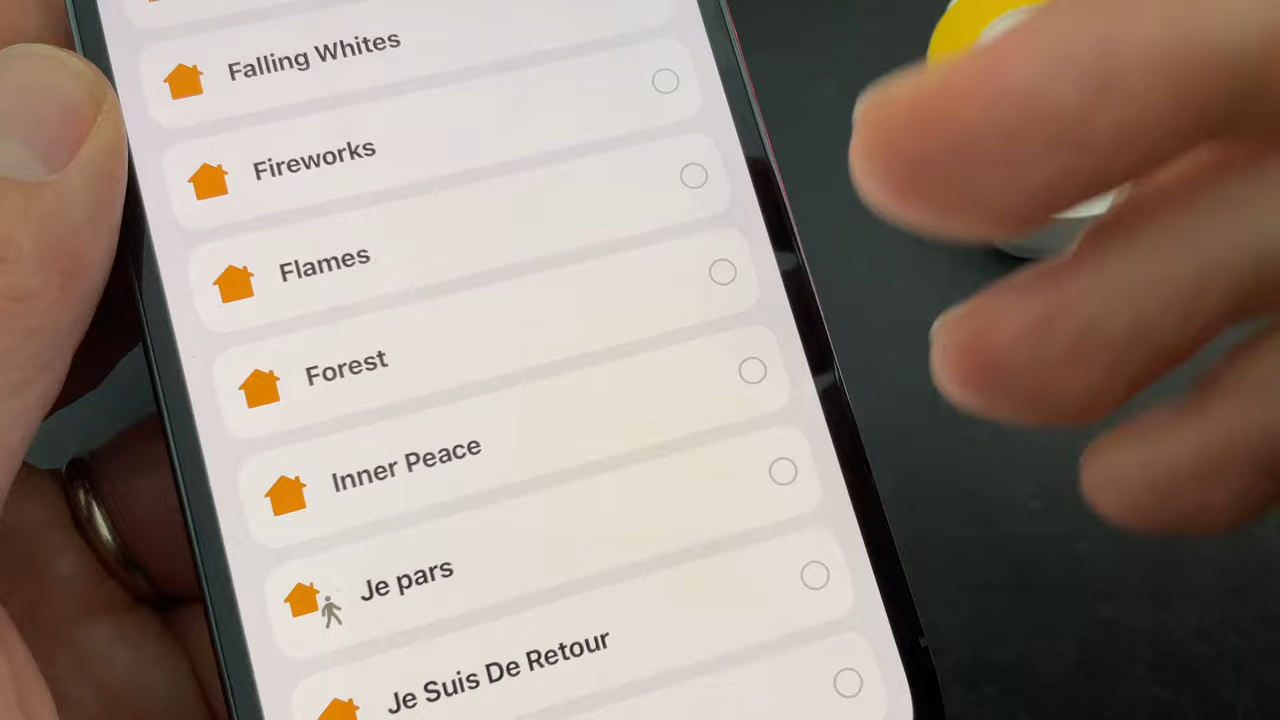 Falling Whites
Fireworks
Flames
Forest
Inner Peace
Je pars
Je Suis De Retour